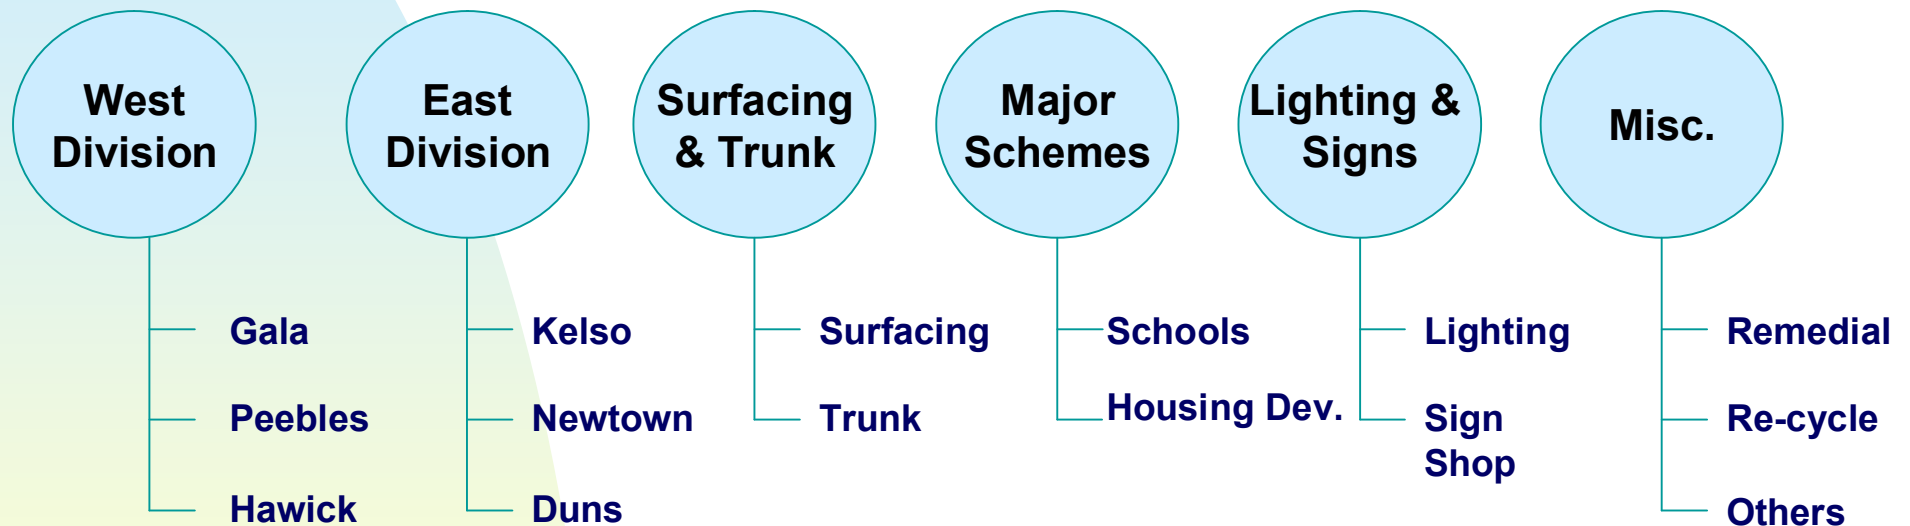 West
Division
East
Division
Surfacing
& Trunk
Major
Schemes
Lighting &
Signs
Misc.
Gala
Peebles
Hawick
Kelso
Newtown
Duns
Surfacing
Trunk
Schools
Housing Dev.
Lighting
Sign
Shop
Remedial
Re-cycle
Others